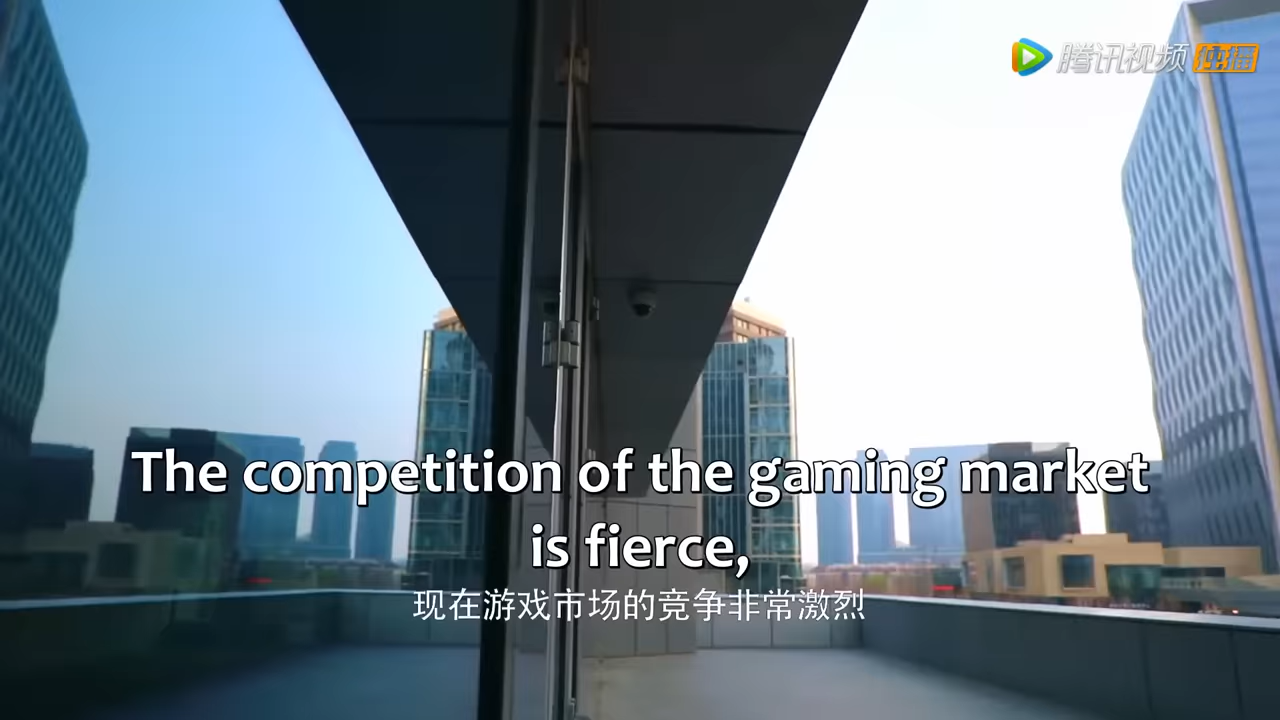 腾讯视频 独播
The competition of the gaming market
is fierce,
现在游戏市场的竞争非常激烈